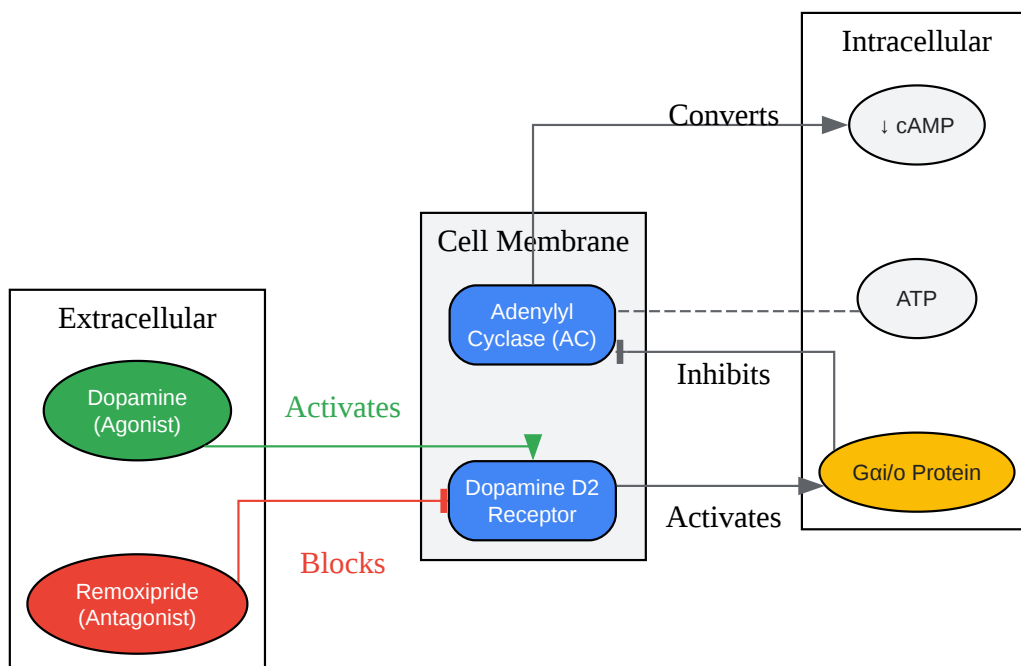 Intracellular
Converts
↓ cAMP
Cell Membrane
Adenylyl
Cyclase (AC)
ATP
Extracellular
Inhibits
Dopamine
(Agonist)
Activates
Dopamine D2
Receptor
Gαi/o Protein
Activates
Blocks
Remoxipride
(Antagonist)